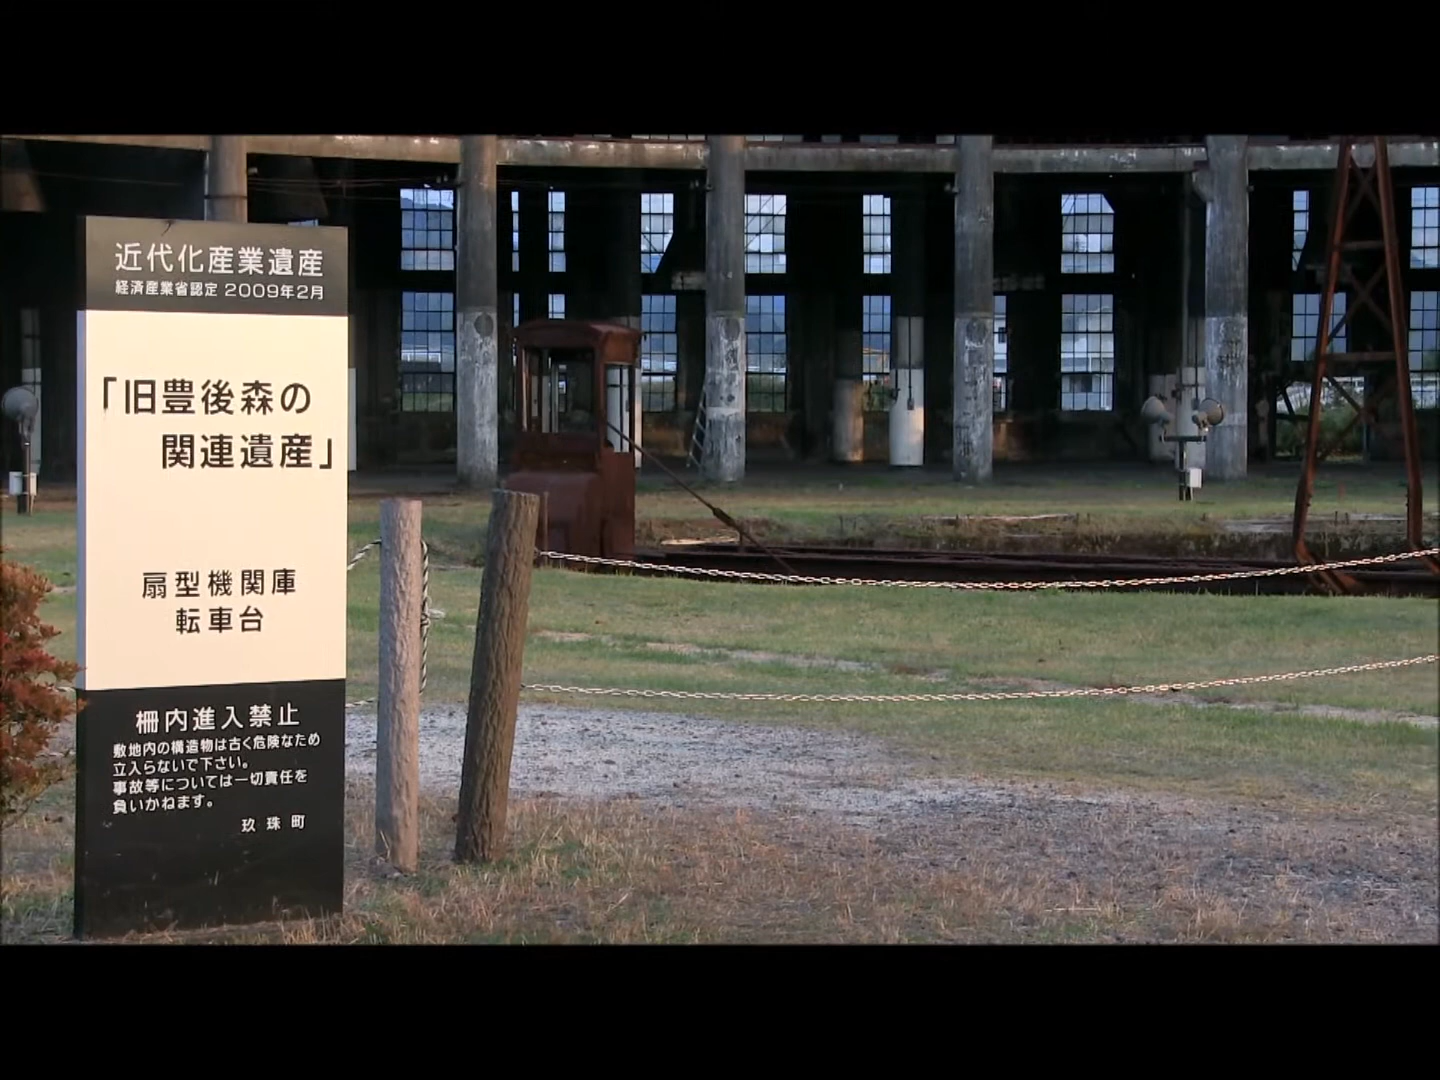 近代化産業遺産
経済産業省認定 2009年2月
「旧豊後森の
関連遺産」
扇型機関庫
転車台
柵内進入禁止
敷地内の構造物は古く危険なため
立入らないで下さい。
事故等については一切責任を
負いかねます。
玖珠町